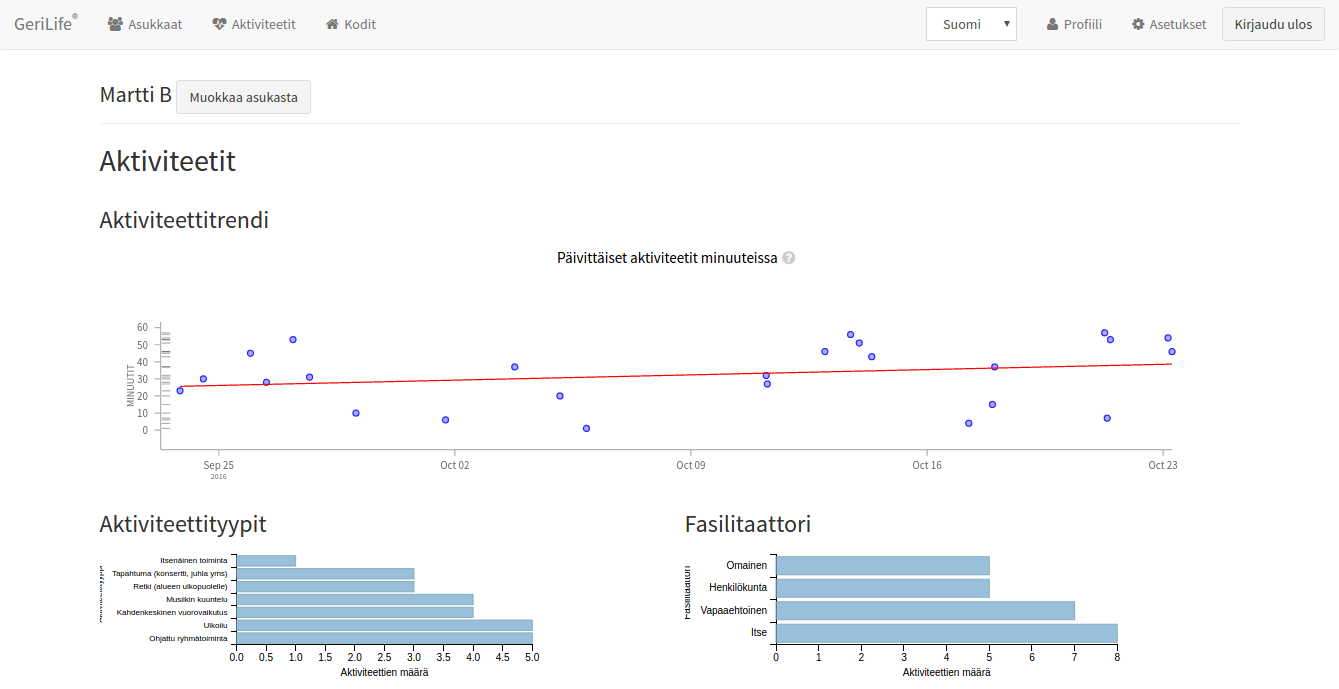 GeriLife® Asukkaat Aktiviteetit Kodit Suomi Profiili Asetukset Kirjaudu ulos
Martti B Muokkaa asukasta
Aktiviteetit
Aktiviteettitrendi
Päivittäiset aktiviteetit minuuteissa ?
MINUUTIT
60
50
40
30
20
10
0
Sep 25 Oct 02 Oct 09 Oct 16 Oct 23
2016
Aktiviteettityypit
Itsenäinen toiminta
Tapahtuma (konsertti, juhla yms)
Retki (alueen ulkopuolelle)
Musiikin kuuntelu
Kahdenkeskinen vuorovaikutus
Ulkoilu
Ohjattu ryhmätoiminta
0.0 0.5 1.0 1.5 2.0 2.5 3.0 3.5 4.0 4.5 5.0
Aktiviteettien määrä
Fasilitaattori
Fasilitaattori
Omainen
Henkilökunta
Vapaaehtoinen
Itse
0 1 2 3 4 5 6 7 8
Aktiviteettien määrä